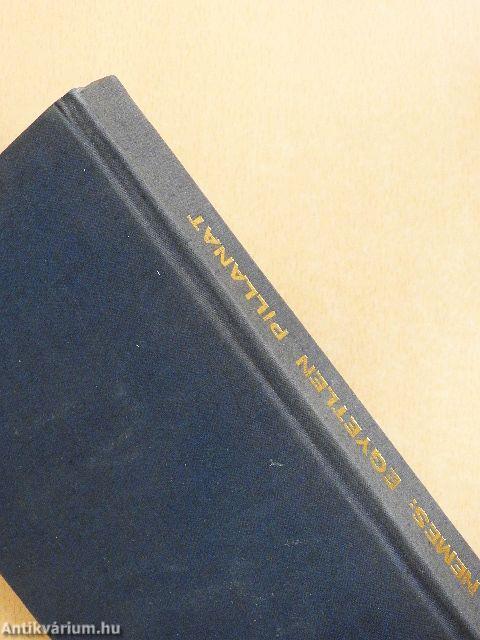 NEMES: EGYETLEN PILLANAT
Antikvárium.hu